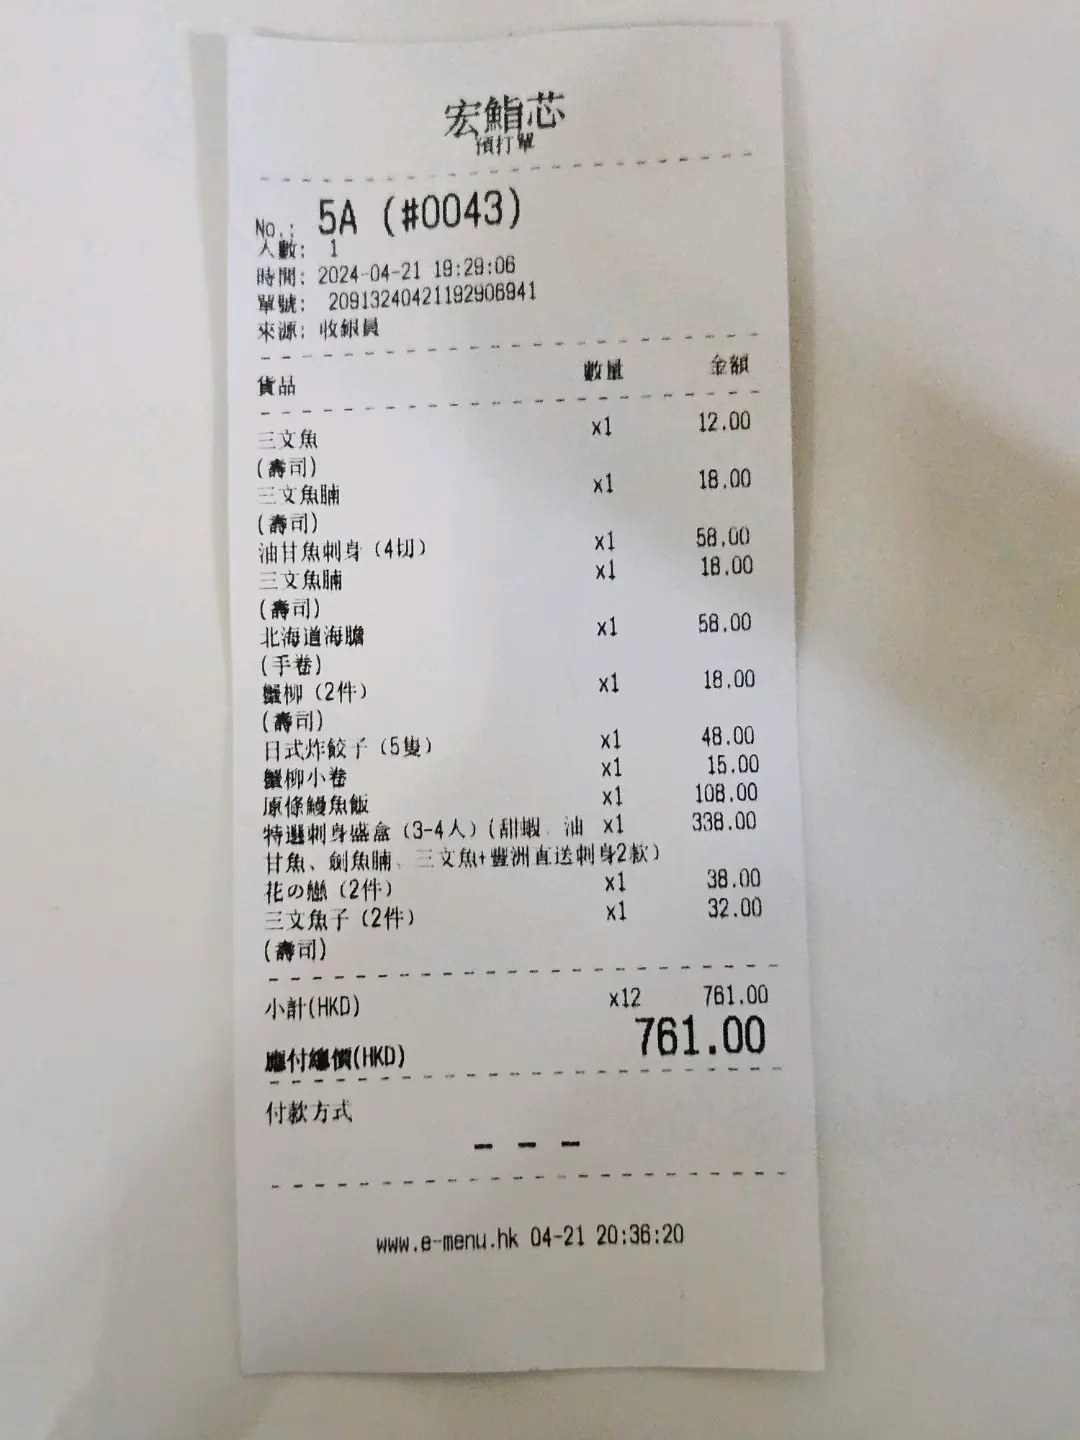 宏鮨芯
預打單
No.: 5A (#0043)
人數: 1
時間: 2024-04-21 19:29:06
單號: 20913240421192906941
來源: 收銀員
貨品 數量 金額
三文魚 x1 12.00
(壽司)
三文魚腩 x1 18.00
(壽司)
油甘魚刺身 (4切) x1 58.00
三文魚腩 x1 18.00
(壽司)
北海道海膽 x1 58.00
(手卷)
蟹柳 (2件) x1 18.00
(壽司)
日式炸餃子 (5隻) x1 48.00
蟹柳小卷 x1 15.00
原條鰻魚飯 x1 108.00
特選刺身盛盒 (3-4人) (甜蝦、油 x1 338.00
甘魚、劍魚腩、三文魚+豐洲直送刺身2款)
花の戀 (2件) x1 38.00
三文魚子 (2件) x1 32.00
(壽司)
小計(HKD) x12 761.00
應付總價(HKD) 761.00
付款方式
- - -
www.e-menu.hk 04-21 20:36:20